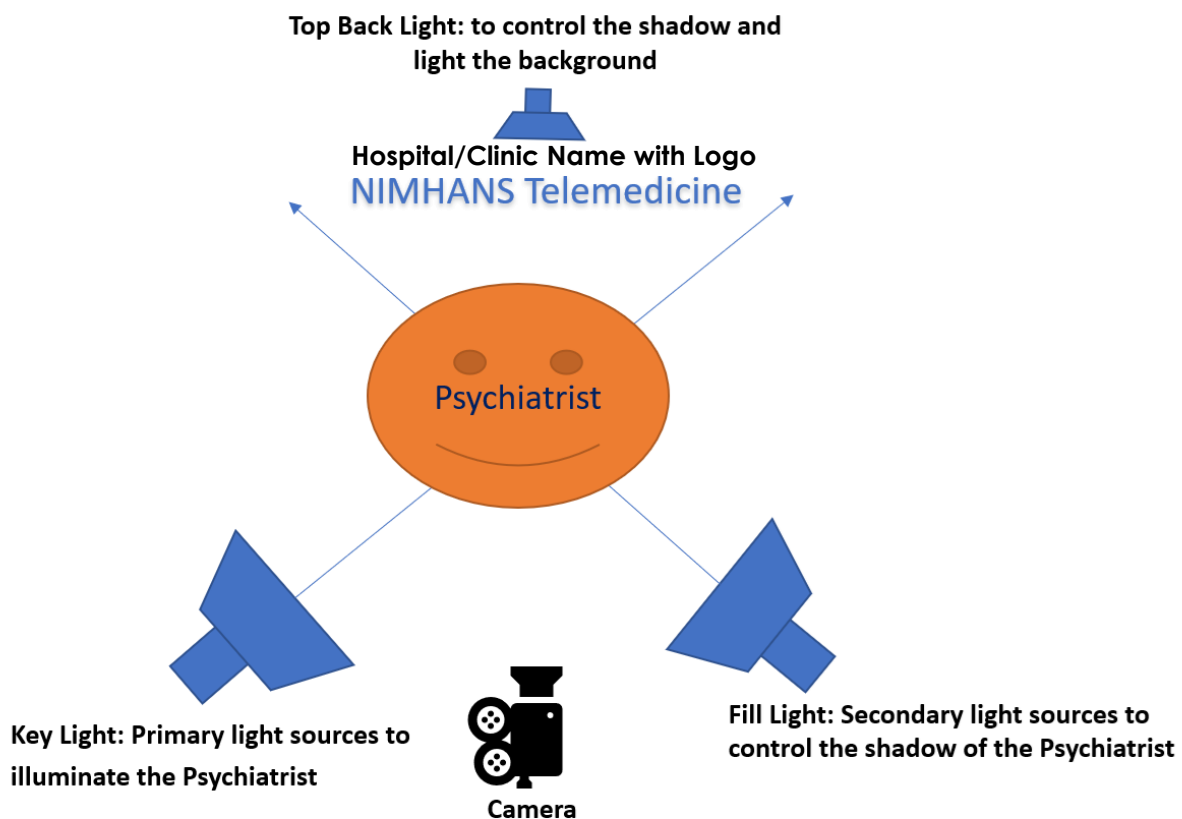 Top Back Light: to control the shadow and
light the background
Hospital/Clinic Name with Logo
NIMHANS Telemedicine
Psychiatrist
Key Light: Primary light sources to
illuminate the Psychiatrist
Fill Light: Secondary light sources to
control the shadow of the Psychiatrist
Camera